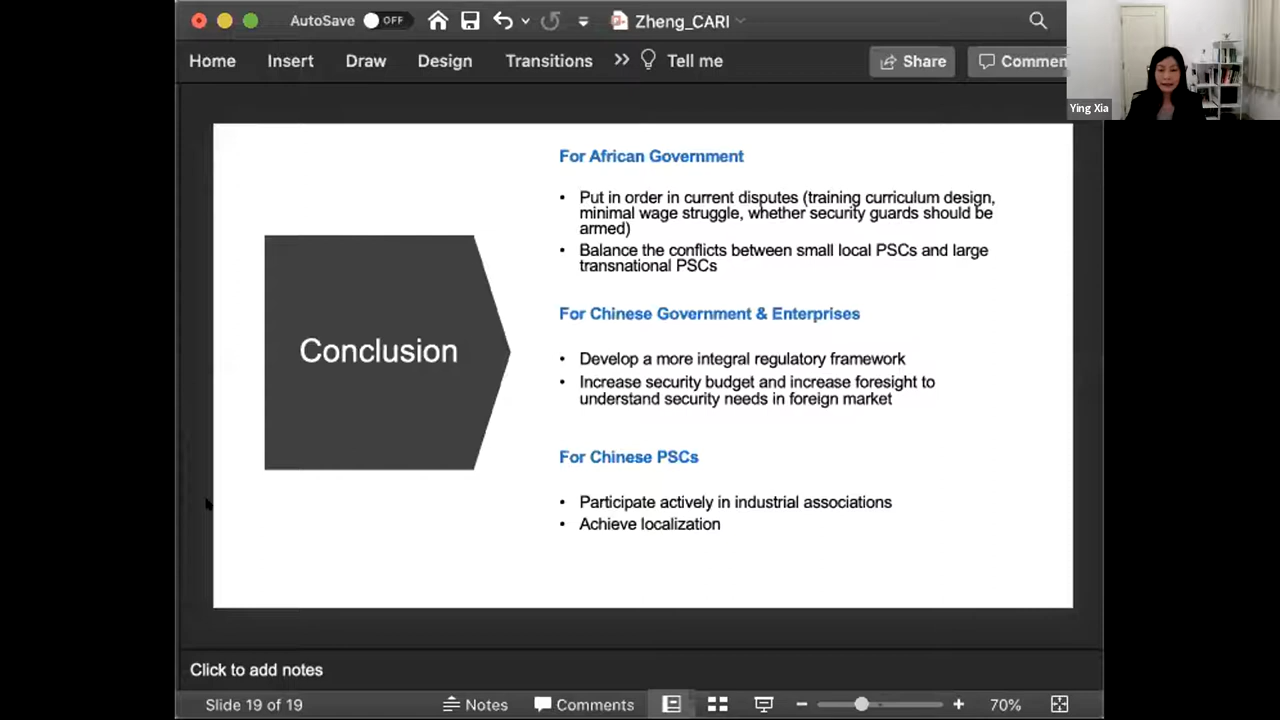 AutoSave OFF Zheng_CARI
Home Insert Draw Design Transitions >> Tell me Share Commen
Ying Xia
For African Government
• Put in order in current disputes (training curriculum design,
minimal wage struggle, whether security guards should be
armed)
• Balance the conflicts between small local PSCs and large
transnational PSCs
For Chinese Government & Enterprises
Conclusion
• Develop a more integral regulatory framework
• Increase security budget and increase foresight to
understand security needs in foreign market
For Chinese PSCs
• Participate actively in industrial associations
• Achieve localization
Click to add notes
Slide 19 of 19 Notes Comments 70%